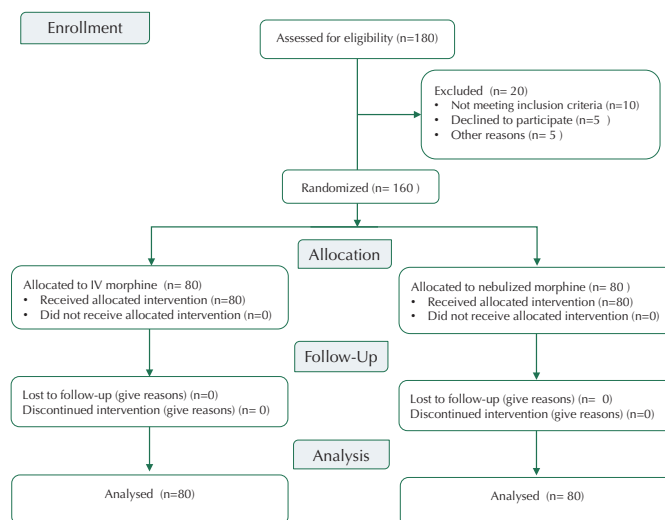 Enrollment
Assessed for eligibility (n=180)
Excluded (n= 20)
• Not meeting inclusion criteria (n=10)
• Declined to participate (n=5 )
• Other reasons (n= 5 )
Randomized (n= 160 )
Allocation
Allocated to IV morphine (n= 80)
• Received allocated intervention (n=80)
• Did not receive allocated intervention (n=0)
Allocated to nebulized morphine (n= 80 )
• Received allocated intervention (n=80)
• Did not receive allocated intervention (n=0)
Follow-Up
Lost to follow-up (give reasons) (n=0)
Discontinued intervention (give reasons) (n= 0)
Lost to follow-up (give reasons) (n= 0)
Discontinued intervention (give reasons) (n=0)
Analysis
Analysed (n=80)
Analysed (n= 80)